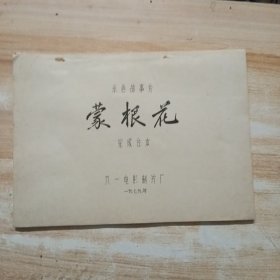 水色故事片
蒙根花
完成台本
八一电影制片厂
一九七九年